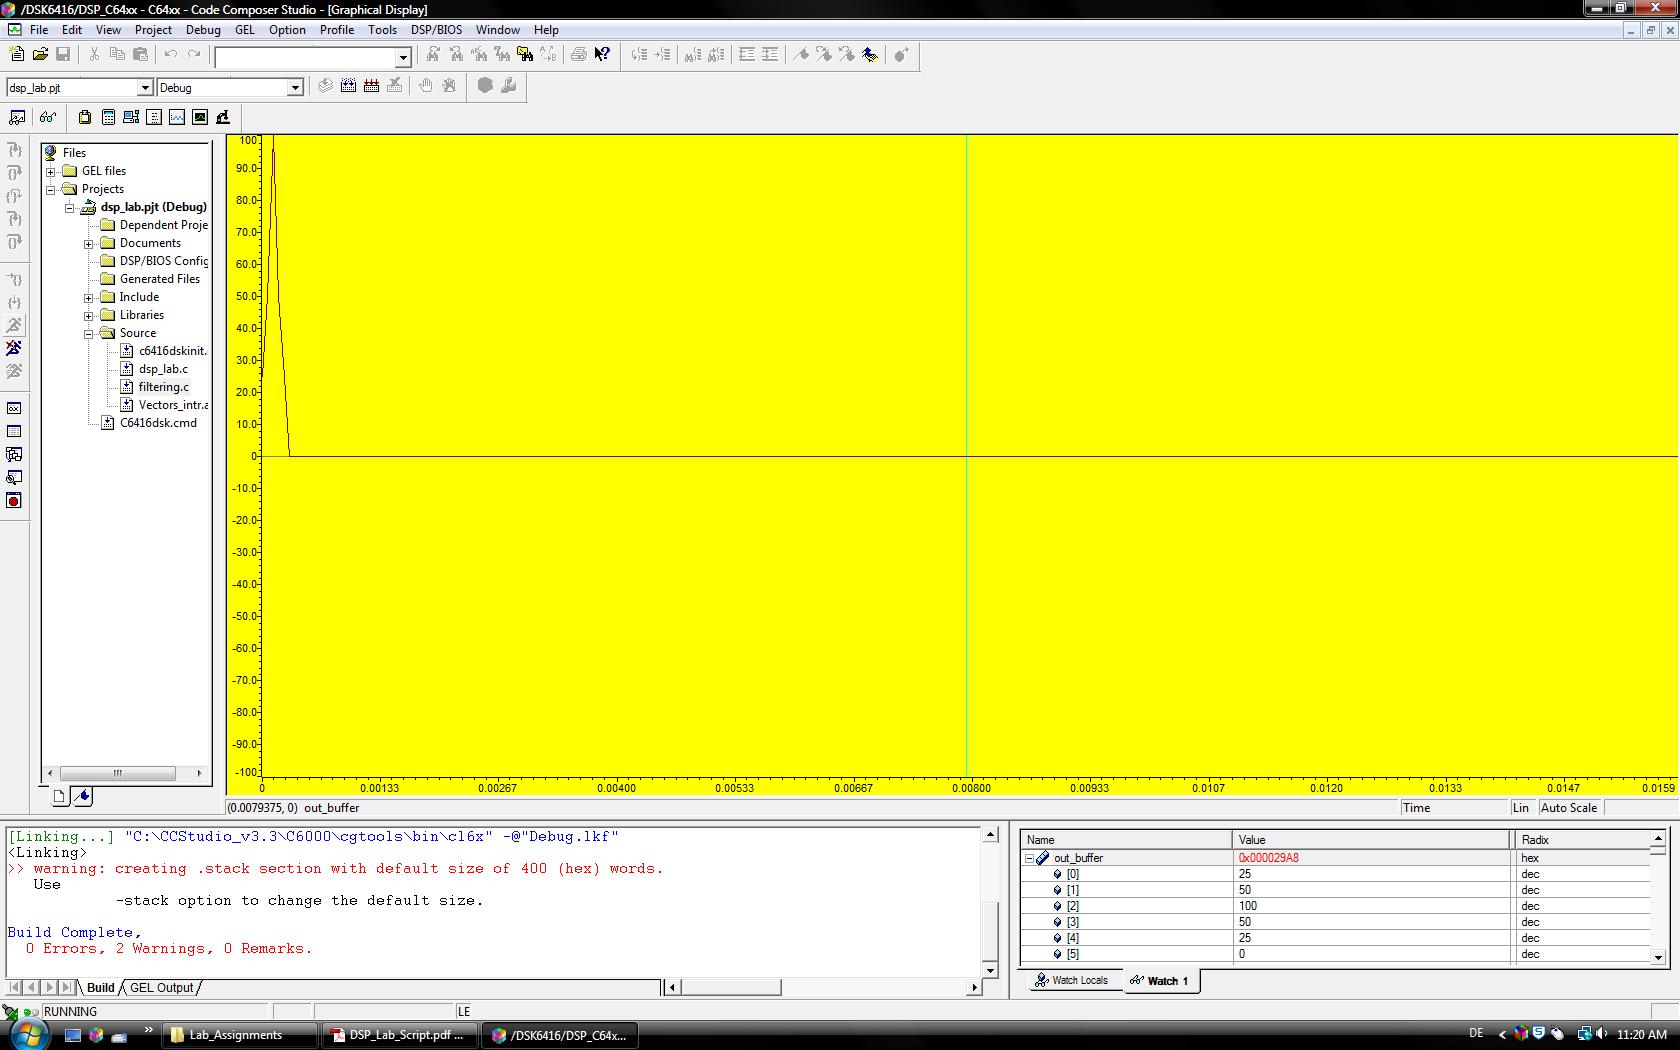 /DSK6416/DSP_C64xx - C64xx - Code Composer Studio - [Graphical Display]
File Edit View Project Debug GEL Option Profile Tools DSP/BIOS Window Help
dsp_lab.pjt Debug
Files
GEL files
Projects
dsp_lab.pjt (Debug)
Dependent Proje
Documents
DSP/BIOS Config
Generated Files
Include
Libraries
Source
c6416dskinit.
dsp_lab.c
filtering.c
Vectors_intr.a
C6416dsk.cmd
100
90.0
80.0
70.0
60.0
50.0
40.0
30.0
20.0
10.0
0
-10.0
-20.0
-30.0
-40.0
-50.0
-60.0
-70.0
-80.0
-90.0
-100
0 0.00133 0.00267 0.00400 0.00533 0.00667 0.00800 0.00933 0.0107 0.0120 0.0133 0.0147 0.0159
(0.0079375, 0) out_buffer Time Lin Auto Scale
[Linking...] "C:\CCStudio_v3.3\C6000\cgtools\bin\cl6x" -@"Debug.lkf"
<Linking>
>> warning: creating .stack section with default size of 400 (hex) words.
Use
-stack option to change the default size.
Build Complete,
0 Errors, 2 Warnings, 0 Remarks.
Build GEL Output
Name Value Radix
out_buffer 0x000029A8 hex
[0] 25 dec
[1] 50 dec
[2] 100 dec
[3] 50 dec
[4] 25 dec
[5] 0 dec
Watch Locals Watch 1
RUNNING LE
Lab_Assignments DSP_Lab_Script.pdf ... /DSK6416/DSP_C64x... DE 11:20 AM